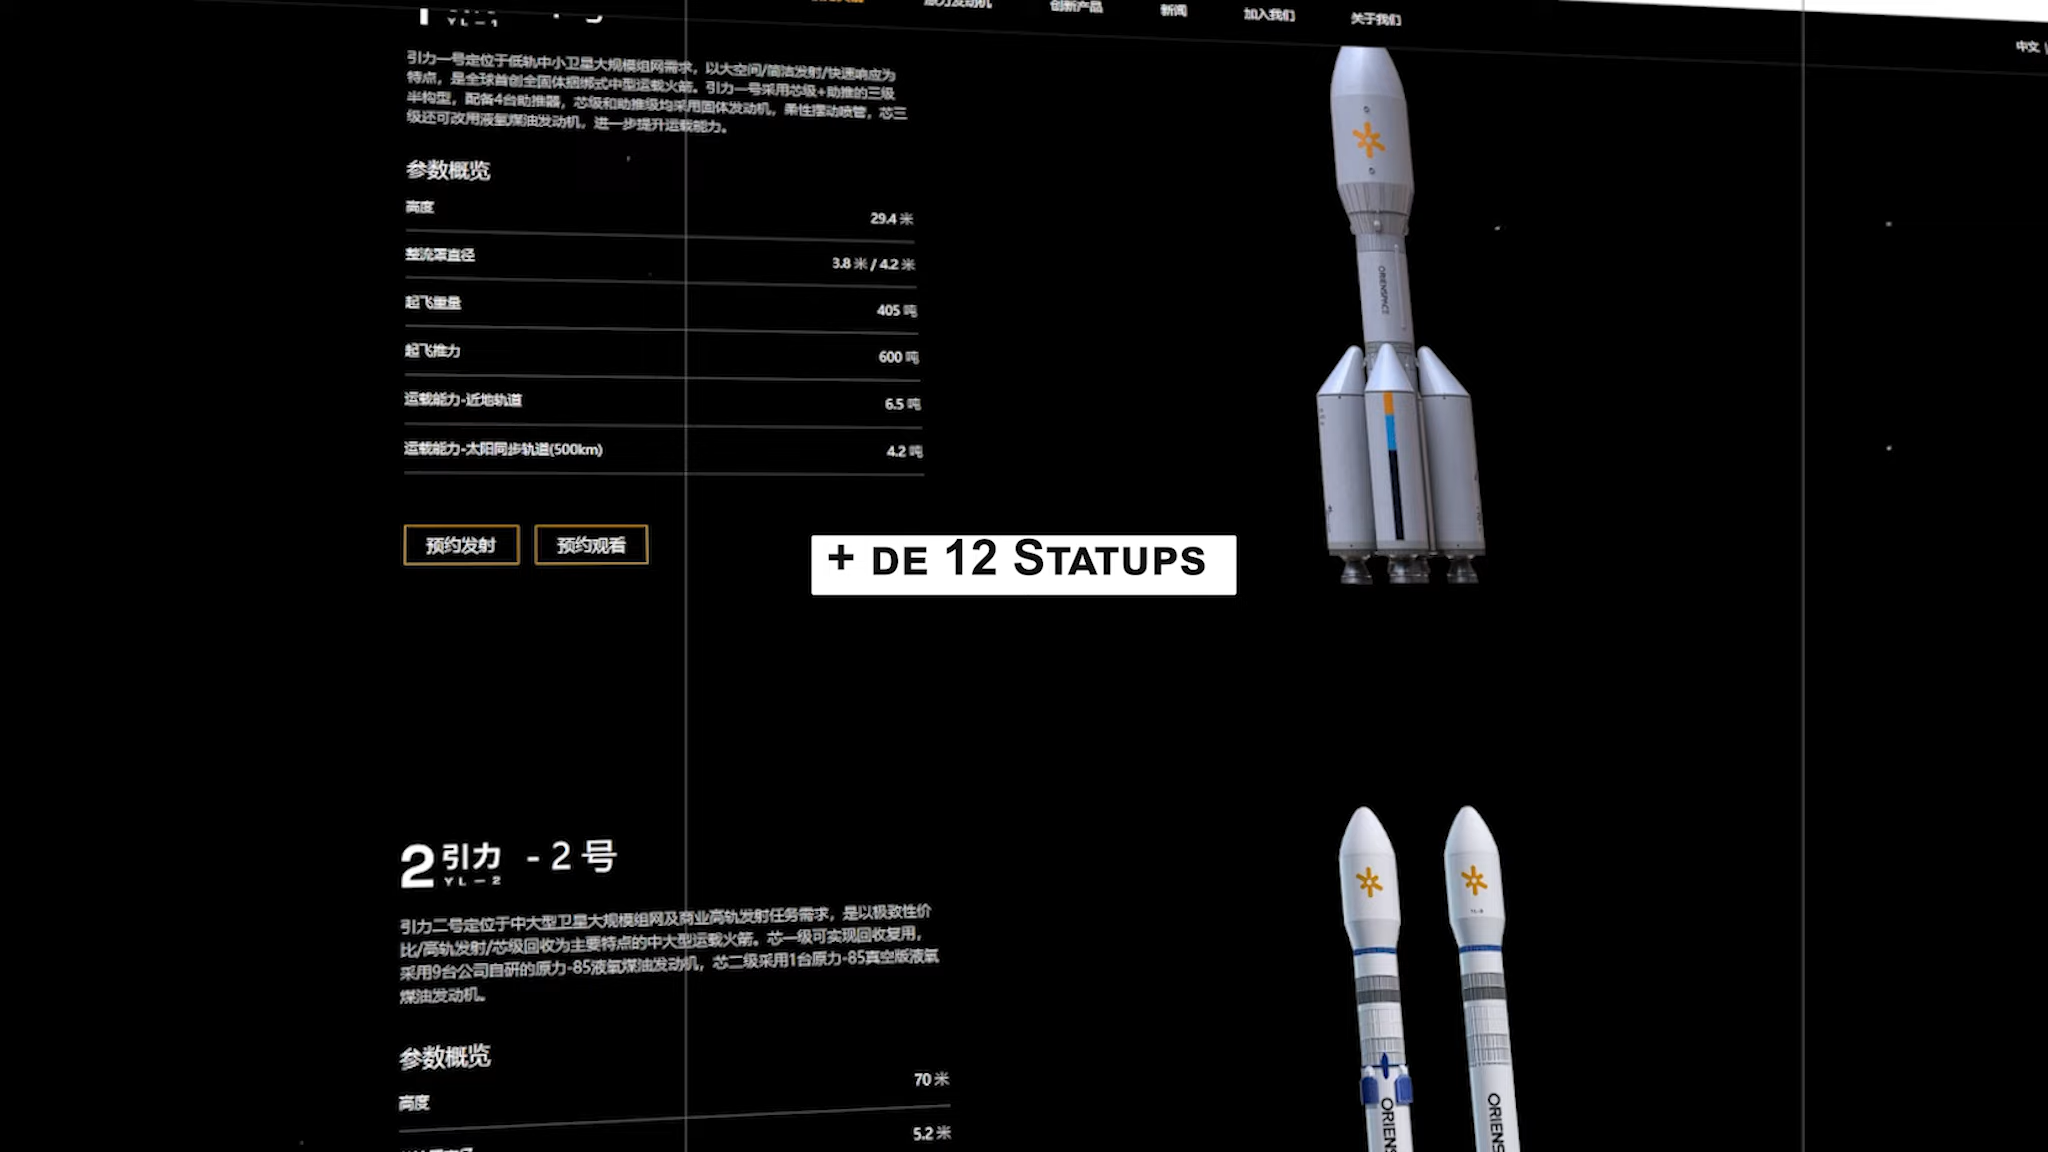 原力发动机
创新产品
新闻
加入我们
关于我们
中文
YL-1
引力一号定位于低轨中小卫星大规模组网需求，以大空间/简洁发射/快速响应为
特点，是全球首创全固体捆绑式中型运载火箭。引力一号采用芯级+助推的三级
半构型，配备4台助推器，芯级和助推级均采用固体发动机，柔性摆动喷管，芯三
级还可改用液氧煤油发动机，进一步提升运载能力。
参数概览
高度 29.4 米
整流罩直径 3.8 米 / 4.2 米
起飞重量 405 吨
起飞推力 600 吨
运载能力-近地轨道 6.5 吨
运载能力-太阳同步轨道(500km) 4.2 吨
预约发射 预约观看
ORIENSPACE
+ DE 12 STATUPS
2 引力 - 2 号
YL-2
引力二号定位于中大型卫星大规模组网及商业高轨发射任务需求，是以极致性价
比/高轨发射/芯级回收为主要特点的中大型运载火箭。芯一级可实现回收复用，
采用9台公司自研的原力-85液氧煤油发动机，芯二级采用1台原力-85真空版液氧
煤油发动机。
参数概览
高度 70 米
5.2 米
ORIENS
ORIENS